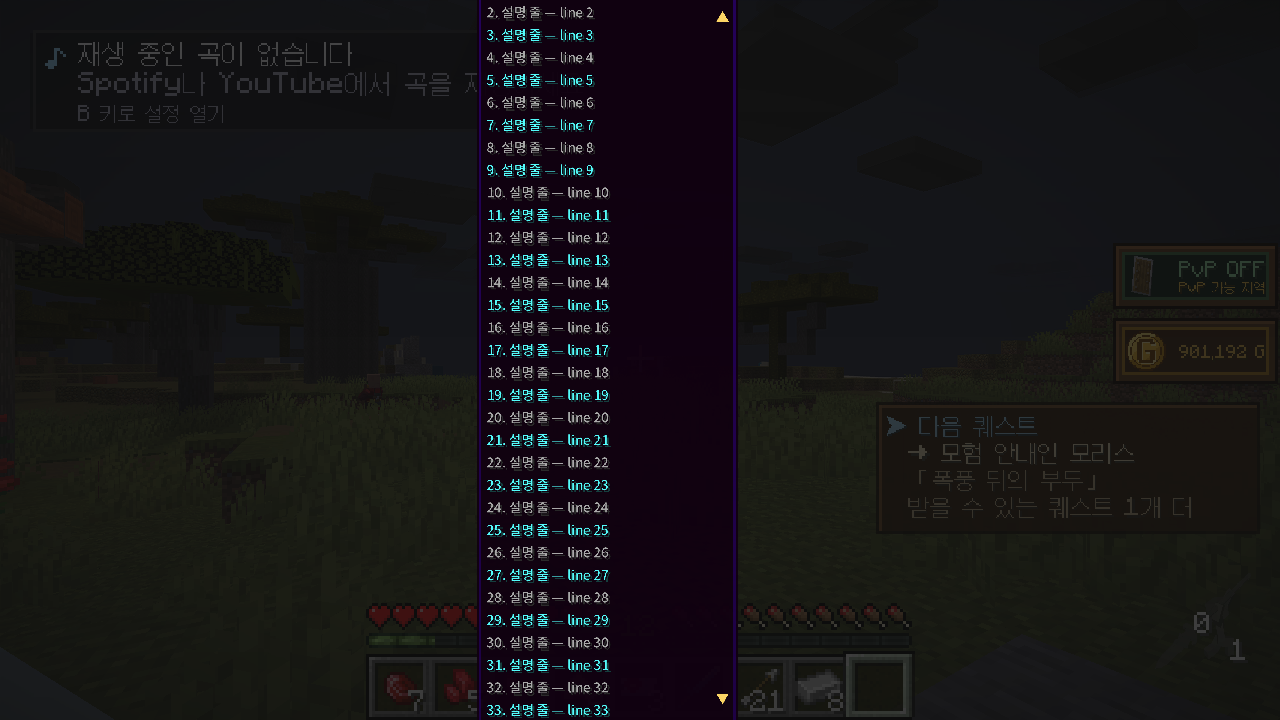 재생 중인 곡이 없습니다
Spotify나 YouTube에서 곡을
B 키로 설정 열기
2. 설명 줄 — line 2
3. 설명 줄 — line 3
4. 설명 줄 — line 4
5. 설명 줄 — line 5
6. 설명 줄 — line 6
7. 설명 줄 — line 7
8. 설명 줄 — line 8
9. 설명 줄 — line 9
10. 설명 줄 — line 10
11. 설명 줄 — line 11
12. 설명 줄 — line 12
13. 설명 줄 — line 13
14. 설명 줄 — line 14
15. 설명 줄 — line 15
16. 설명 줄 — line 16
17. 설명 줄 — line 17
18. 설명 줄 — line 18
19. 설명 줄 — line 19
20. 설명 줄 — line 20
21. 설명 줄 — line 21
22. 설명 줄 — line 22
23. 설명 줄 — line 23
24. 설명 줄 — line 24
25. 설명 줄 — line 25
26. 설명 줄 — line 26
27. 설명 줄 — line 27
28. 설명 줄 — line 28
29. 설명 줄 — line 29
30. 설명 줄 — line 30
31. 설명 줄 — line 31
32. 설명 줄 — line 32
33. 설명 줄 — line 33
PvP OFF
PvP 가능 지역
901,192 G
➤ 다음 퀘스트
→ 모험 안내인 모리스
「폭풍 뒤의 부두」
받을 수 있는 퀘스트 1개 더
0
1
7
5
21
8